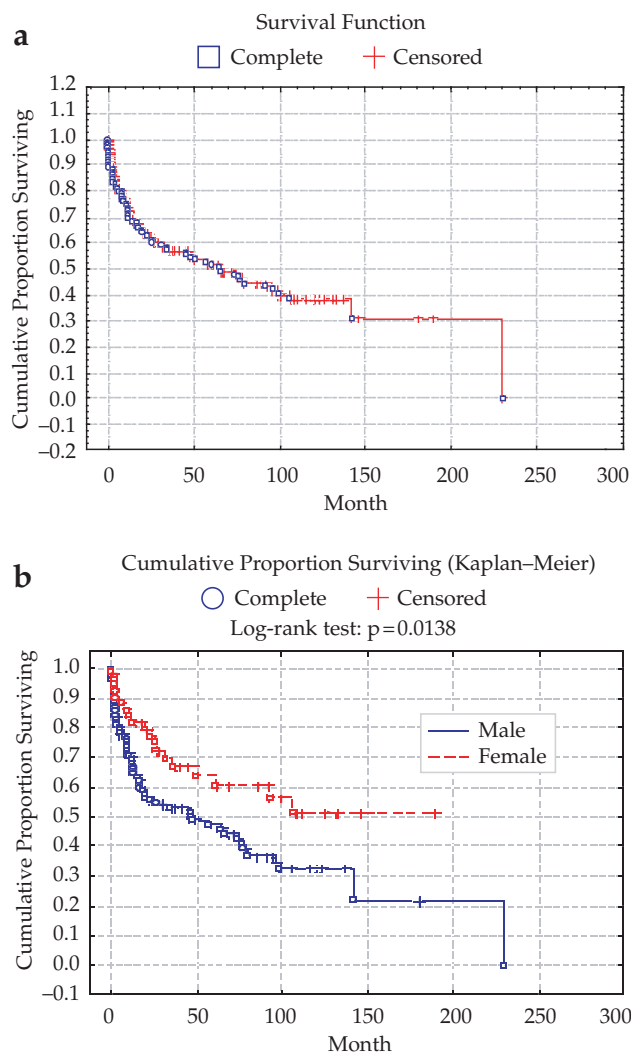 a
Survival Function
Complete Censored
Cumulative Proportion Surviving
1.2
1.1
1.0
0.9
0.8
0.7
0.6
0.5
0.4
0.3
0.2
0.1
0.0
−0.1
−0.2
0 50 100 150 200 250 300
Month
b
Cumulative Proportion Surviving (Kaplan–Meier)
Complete Censored
Log-rank test: p=0.0138
Cumulative Proportion Surviving
1.0
0.9
0.8
0.7
0.6
0.5
0.4
0.3
0.2
0.1
0.0
−0.1
Male
Female
0 50 100 150 200 250 300
Month